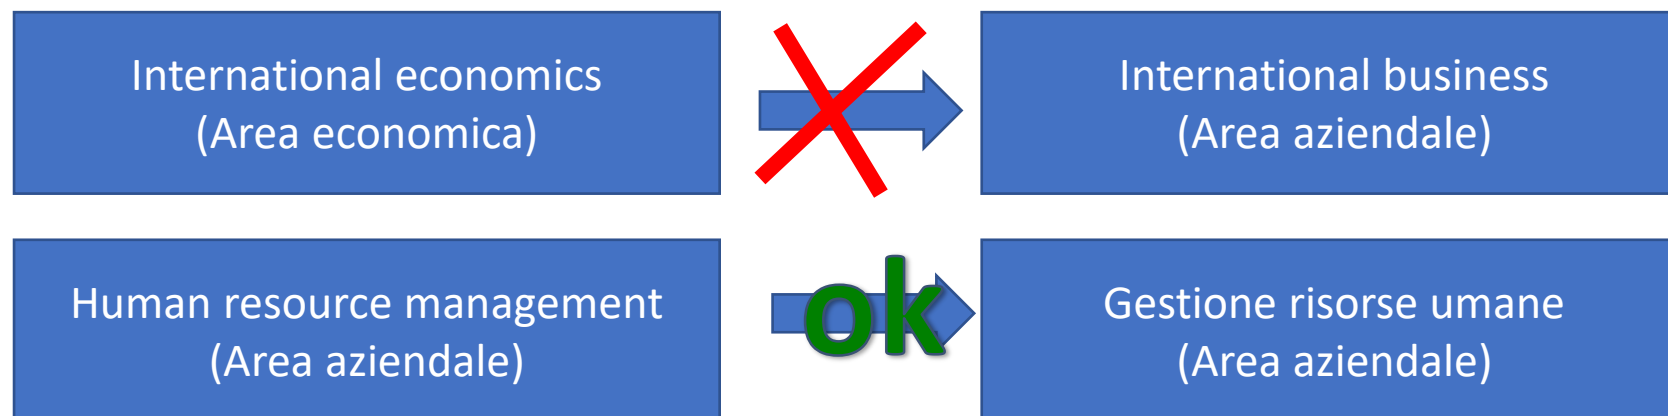 International economics
(Area economica)
International business
(Area aziendale)
Human resource management
(Area aziendale)
ok
Gestione risorse umane
(Area aziendale)